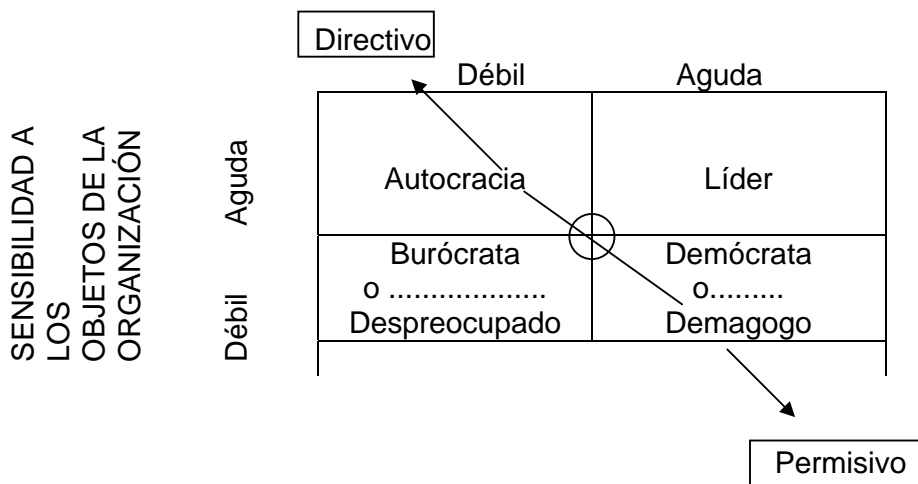 Directivo
Débil Aguda
SENSIBILIDAD A
LOS
OBJETOS DE LA
ORGANIZACIÓN
Aguda
Débil
Autocracia Líder
Burócrata Demócrata
o ................... o.........
Despreocupado Demagogo
Permisivo